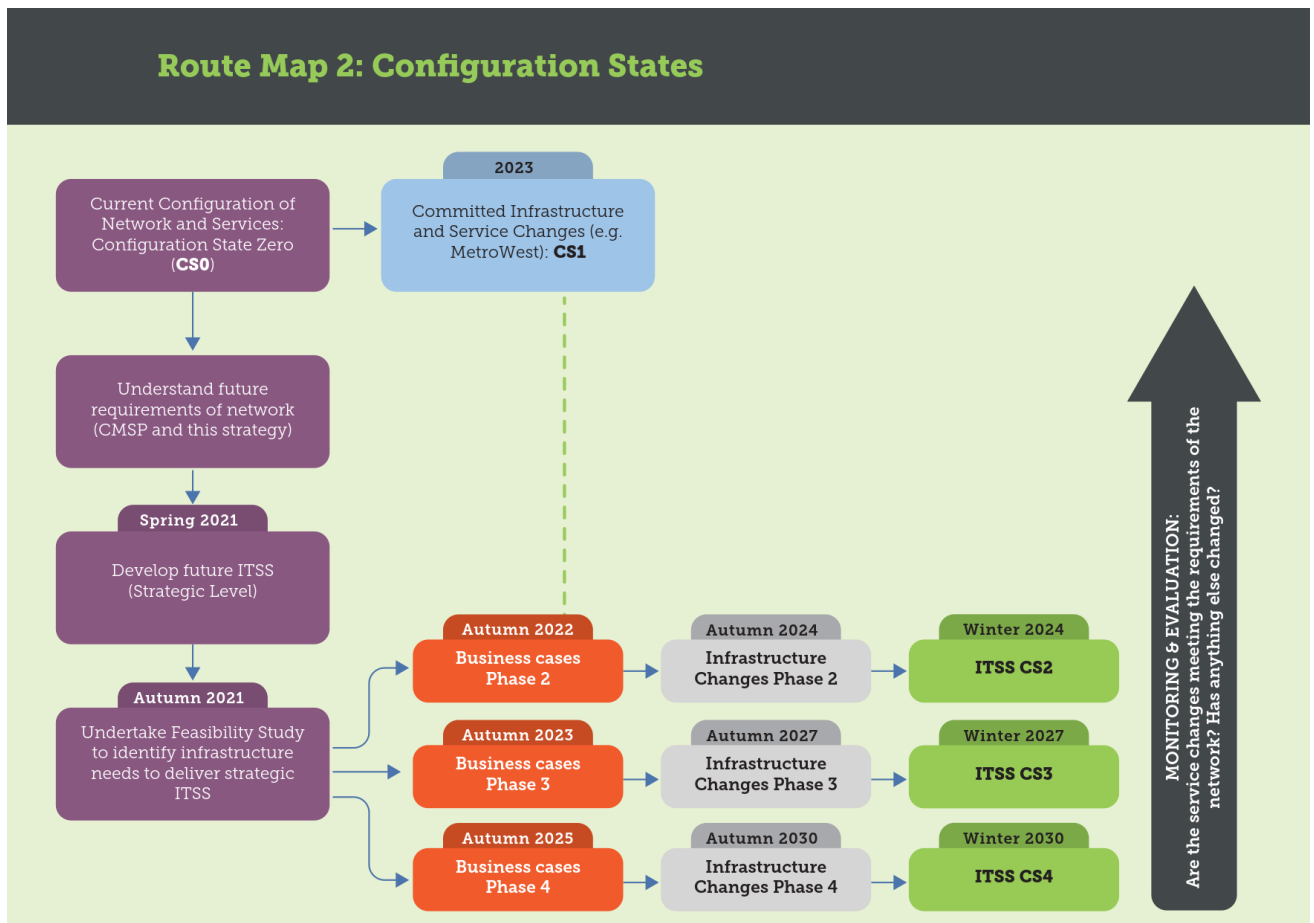 Route Map 2: Configuration States
Current Configuration of
Network and Services:
Configuration State Zero
(CS0)
2023
Committed Infrastructure
and Service Changes (e.g.
MetroWest): CS1
Understand future
requirements of network
(CMSP and this strategy)
Spring 2021
Develop future ITSS
(Strategic Level)
Autumn 2021
Undertake Feasibility Study
to identify infrastructure
needs to deliver strategic
ITSS
Autumn 2022
Business cases
Phase 2
Autumn 2024
Infrastructure
Changes Phase 2
Winter 2024
ITSS CS2
Autumn 2023
Business cases
Phase 3
Autumn 2027
Infrastructure
Changes Phase 3
Winter 2027
ITSS CS3
Autumn 2025
Business cases
Phase 4
Autumn 2030
Infrastructure
Changes Phase 4
Winter 2030
ITSS CS4
MONITORING & EVALUATION:
Are the service changes meeting the requirements of the
network? Has anything else changed?